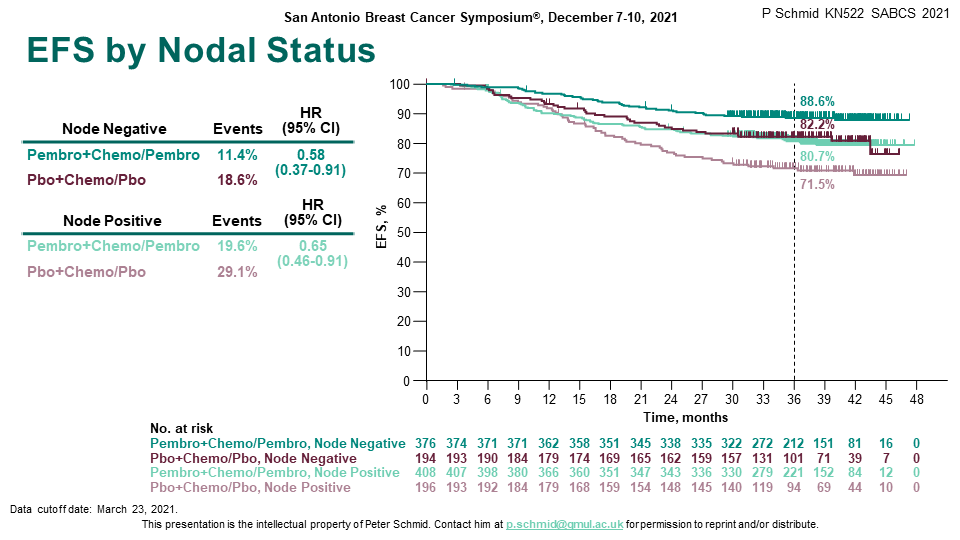 San Antonio Breast Cancer Symposium®, December 7-10, 2021
P Schmid KN522 SABCS 2021
EFS by Nodal Status
Node Negative Events HR (95% CI)
Pembro+Chemo/Pembro 11.4% 0.58 (0.37-0.91)
Pbo+Chemo/Pbo 18.6%
Node Positive Events HR (95% CI)
Pembro+Chemo/Pembro 19.6% 0.65 (0.46-0.91)
Pbo+Chemo/Pbo 29.1%
EFS, %
100
90
80
70
60
50
40
30
20
10
0
88.6%
82.2%
80.7%
71.5%
0 3 6 9 12 15 18 21 24 27 30 33 36 39 42 45 48
Time, months
No. at risk
Pembro+Chemo/Pembro, Node Negative 376 374 371 371 362 358 351 345 338 335 322 272 212 151 81 16 0
Pbo+Chemo/Pbo, Node Negative 194 193 190 184 179 174 169 165 162 159 157 131 101 71 39 7 0
Pembro+Chemo/Pembro, Node Positive 408 407 398 380 366 360 351 347 343 336 330 279 221 152 84 12 0
Pbo+Chemo/Pbo, Node Positive 196 193 192 184 179 168 159 154 148 145 140 119 94 69 44 10 0
Data cutoff date: March 23, 2021.
This presentation is the intellectual property of Peter Schmid. Contact him at p.schmid@qmul.ac.uk for permission to reprint and/or distribute.